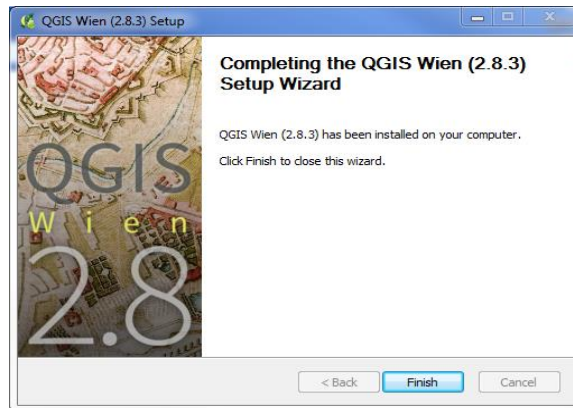 QGIS Wien (2.8.3) Setup
QGIS
Wien
2.8
Completing the QGIS Wien (2.8.3)
Setup Wizard
QGIS Wien (2.8.3) has been installed on your computer.
Click Finish to close this wizard.
< Back
Finish
Cancel